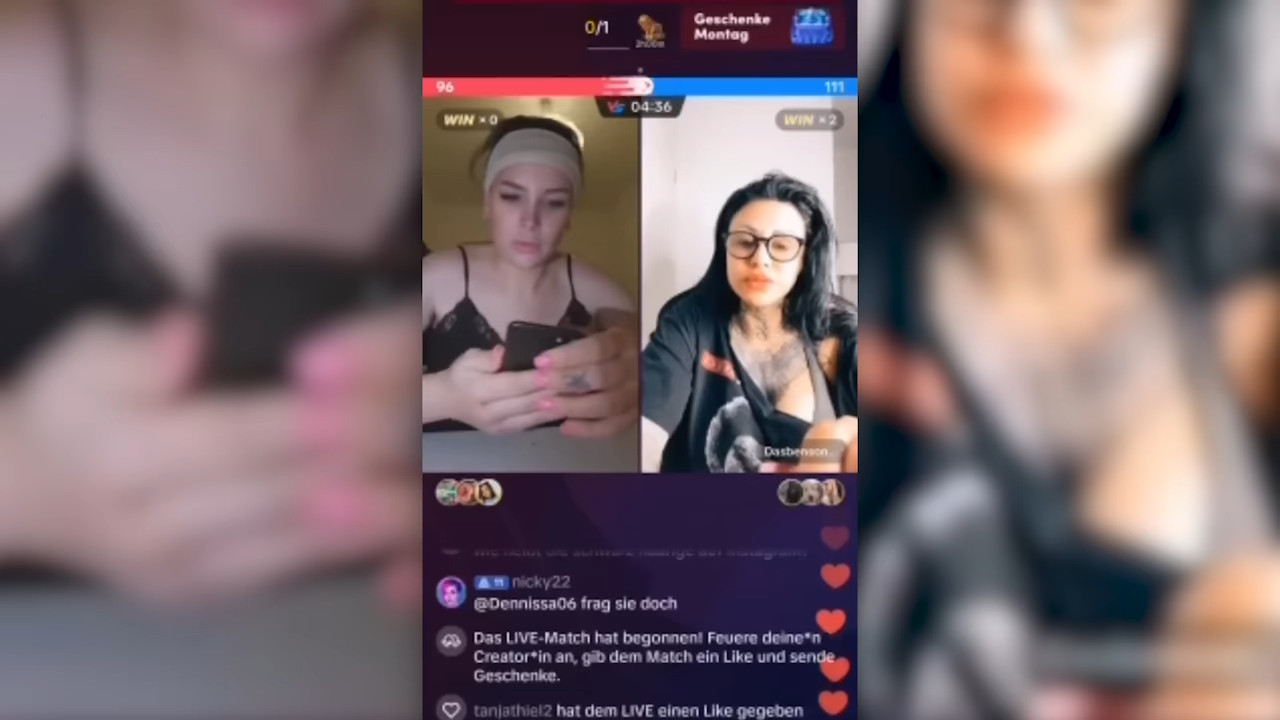 0/1
Geschenke
Montag
96
111
VS 04:36
WIN ×0
WIN ×2
Dasbenson...
11 nicky22
@Dennissa06 frag sie doch
Das LIVE-Match hat begonnen! Feuere deine*n
Creator*in an, gib dem Match ein Like und sende
Geschenke.
tanjathiel2 hat dem LIVE einen Like gegeben